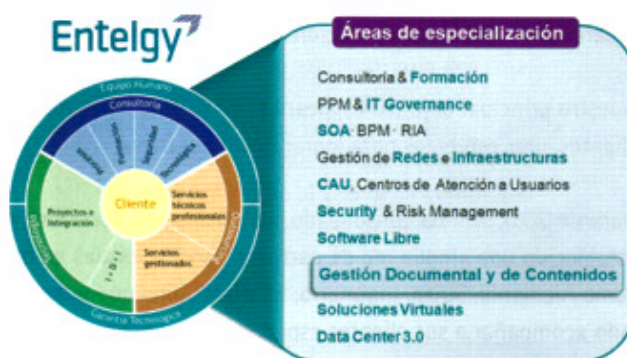 Entelgy
Áreas de especialización
Consultoría & Formación
PPM & IT Governance
SOA· BPM · RIA
Gestión de Redes e Infraestructuras
CAU, Centros de Atención a Usuarios
Security & Risk Management
Software Libre
Gestión Documental y de Contenidos
Soluciones Virtuales
Data Center 3.0
Equipo Humano
Consultoría
Seguridad
Tecnológica
Cliente
Proyectos e
Integración
I + D + i
Servicios
técnicos
profesionales
Servicios
gestionados
Outsourcing
Garantía Tecnológica